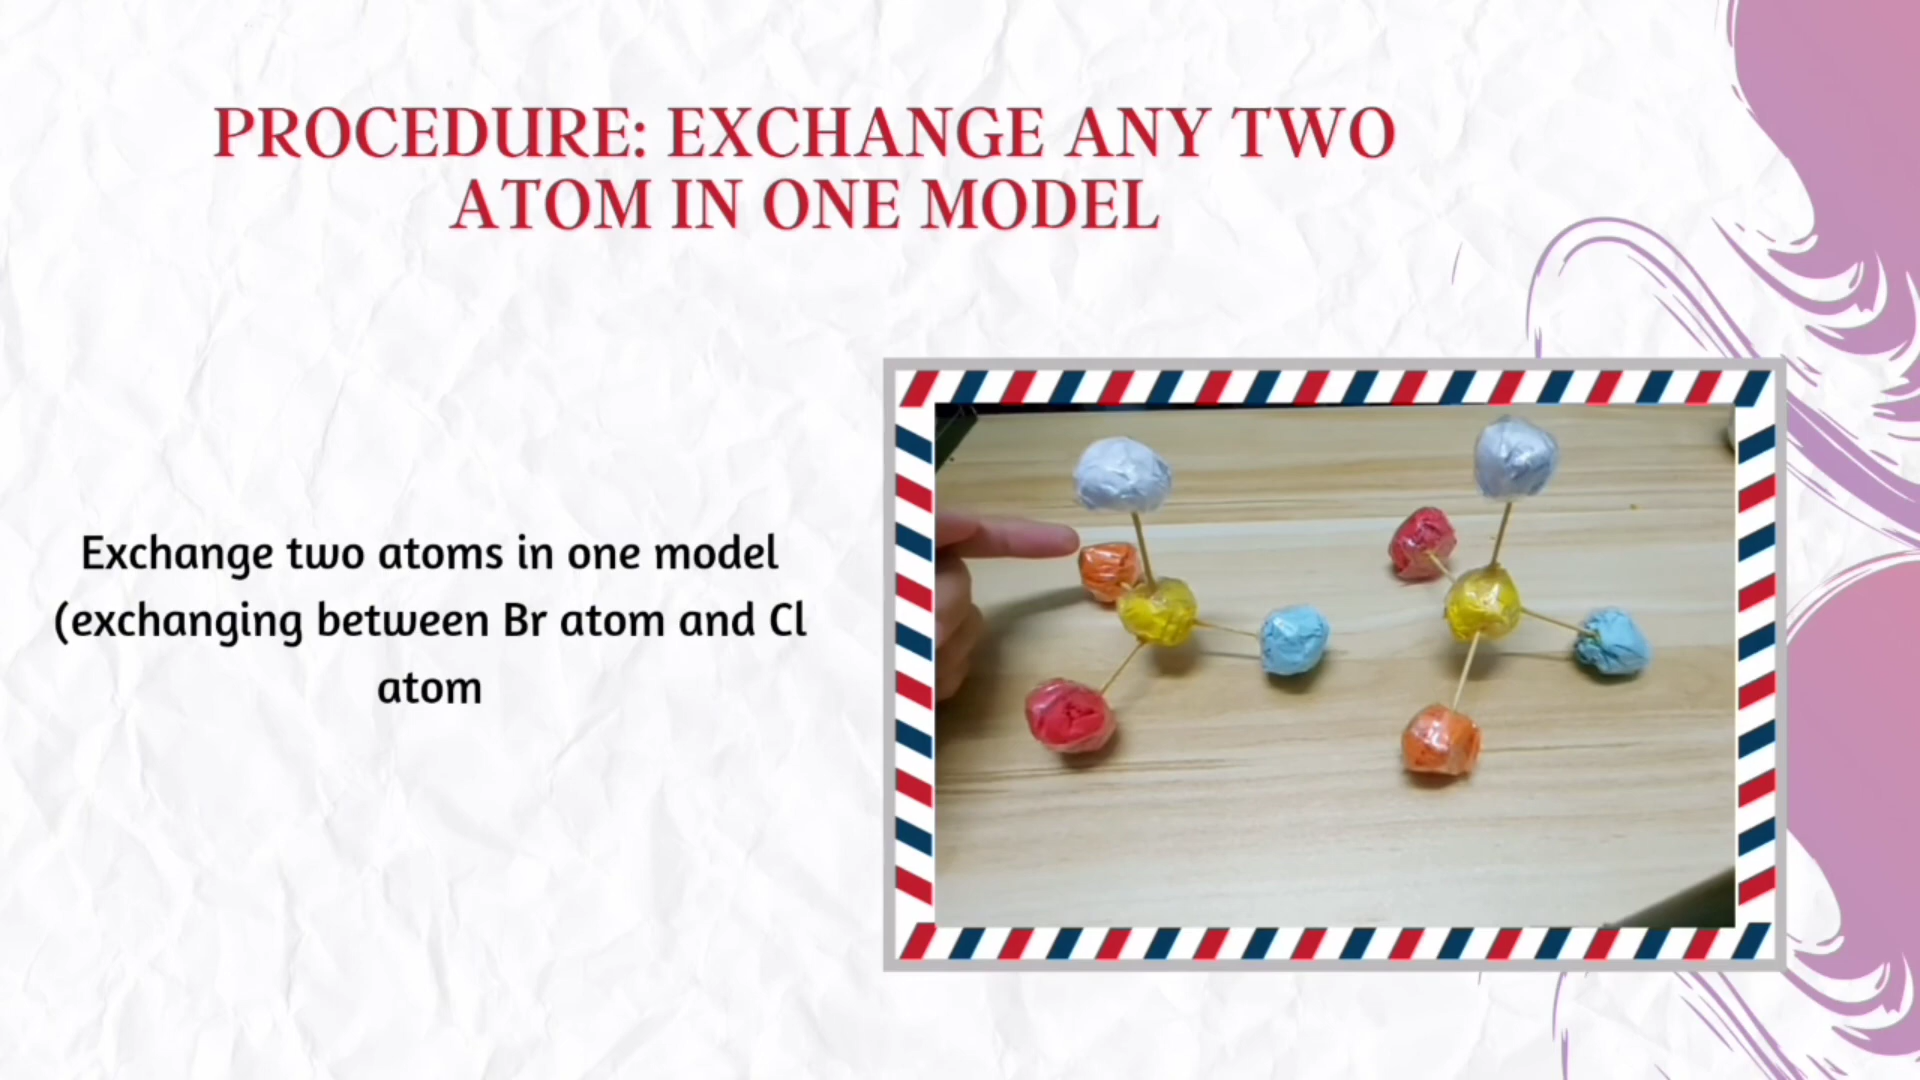 PROCEDURE: EXCHANGE ANY TWO
ATOM IN ONE MODEL
Exchange two atoms in one model
(exchanging between Br atom and Cl
atom